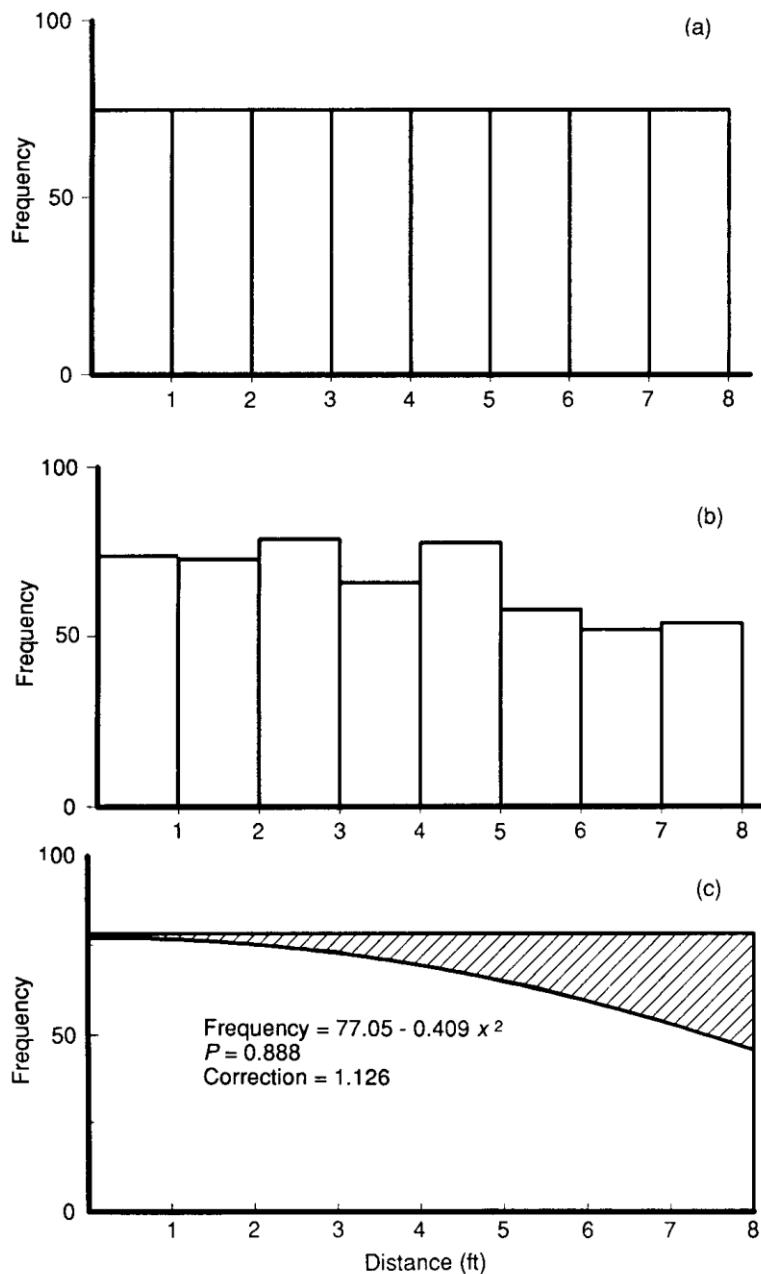 (a)
100
50
0
Frequency
1 2 3 4 5 6 7 8
(b)
100
50
0
Frequency
1 2 3 4 5 6 7 8
(c)
100
50
0
Frequency
Frequency = 77.05 - 0.409 x²
P = 0.888
Correction = 1.126
1 2 3 4 5 6 7 8
Distance (ft)